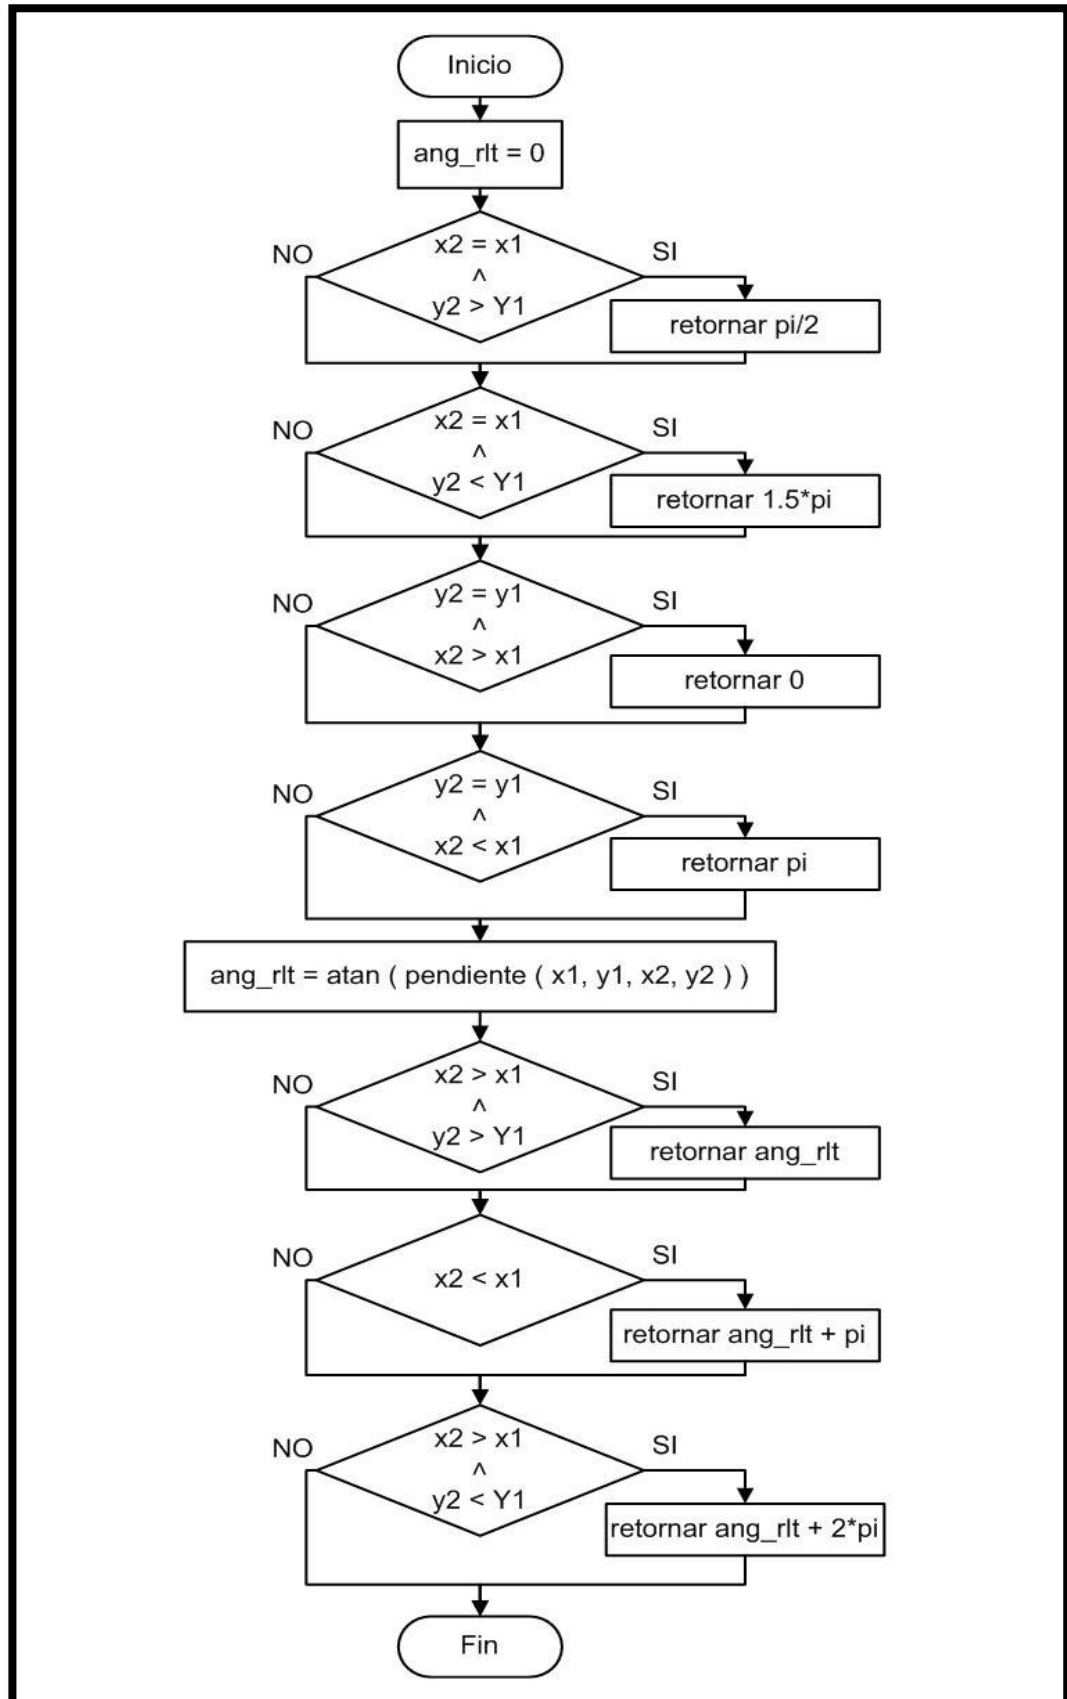 Inicio
ang_rlt = 0
NO
x2 = x1
^
y2 > Y1
SI
retornar pi/2
NO
x2 = x1
^
y2 < Y1
SI
retornar 1.5*pi
NO
y2 = y1
^
x2 > x1
SI
retornar 0
NO
y2 = y1
^
x2 < x1
SI
retornar pi
ang_rlt = atan ( pendiente ( x1, y1, x2, y2 ) )
NO
x2 > x1
^
y2 > Y1
SI
retornar ang_rlt
NO
x2 < x1
SI
retornar ang_rlt + pi
NO
x2 > x1
^
y2 < Y1
SI
retornar ang_rlt + 2*pi
Fin